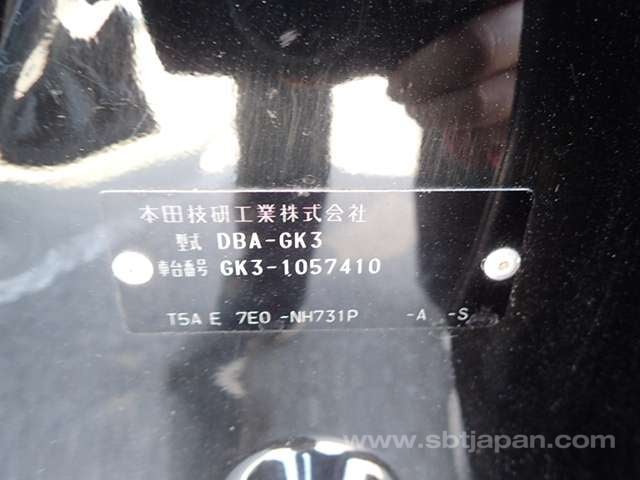 本田技研工業株式会社
型式 DBA-GK3
車台番号 GK3-1057410
T5A E 7E0 -NH731P -A -S
www.sbtjapan.com